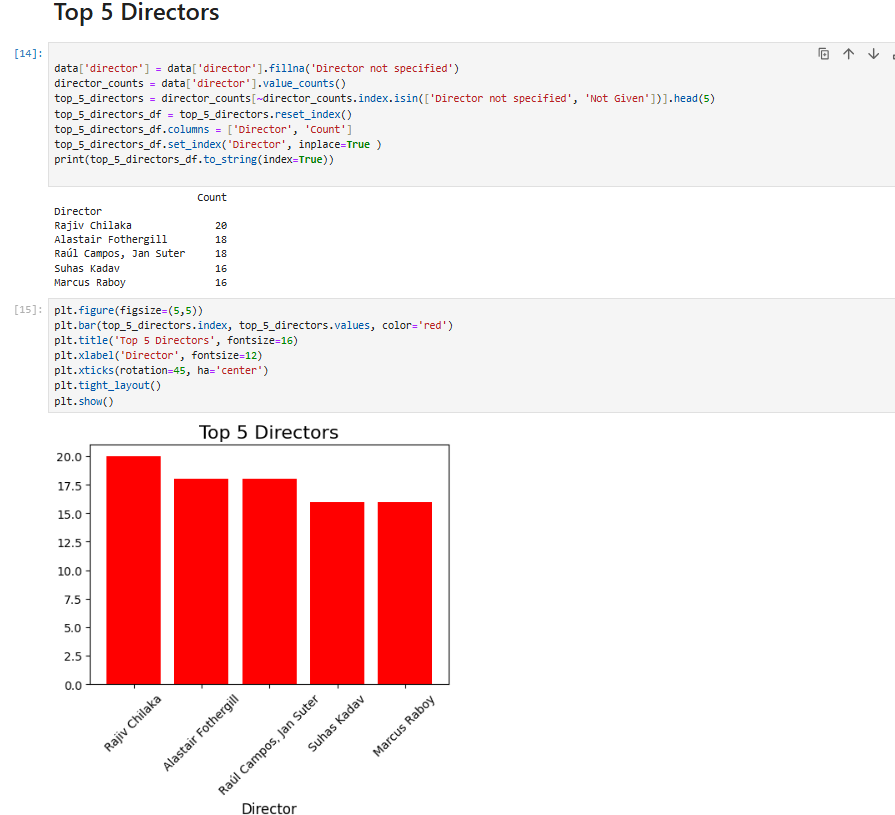 Top 5 Directors
[14]:
data['director'] = data['director'].fillna('Director not specified')
director_counts = data['director'].value_counts()
top_5_directors = director_counts[~director_counts.index.isin(['Director not specified', 'Not Given'])].head(5)
top_5_directors_df = top_5_directors.reset_index()
top_5_directors_df.columns = ['Director', 'Count']
top_5_directors_df.set_index('Director', inplace=True )
print(top_5_directors_df.to_string(index=True))
Count
Director
Rajiv Chilaka 20
Alastair Fothergill 18
Raúl Campos, Jan Suter 18
Suhas Kadav 16
Marcus Raboy 16
[15]:
plt.figure(figsize=(5,5))
plt.bar(top_5_directors.index, top_5_directors.values, color='red')
plt.title('Top 5 Directors', fontsize=16)
plt.xlabel('Director', fontsize=12)
plt.xticks(rotation=45, ha='center')
plt.tight_layout()
plt.show()
Top 5 Directors
20.0
17.5
15.0
12.5
10.0
7.5
5.0
2.5
0.0
Rajiv Chilaka
Alastair Fothergill
Raúl Campos, Jan Suter
Suhas Kadav
Marcus Raboy
Director